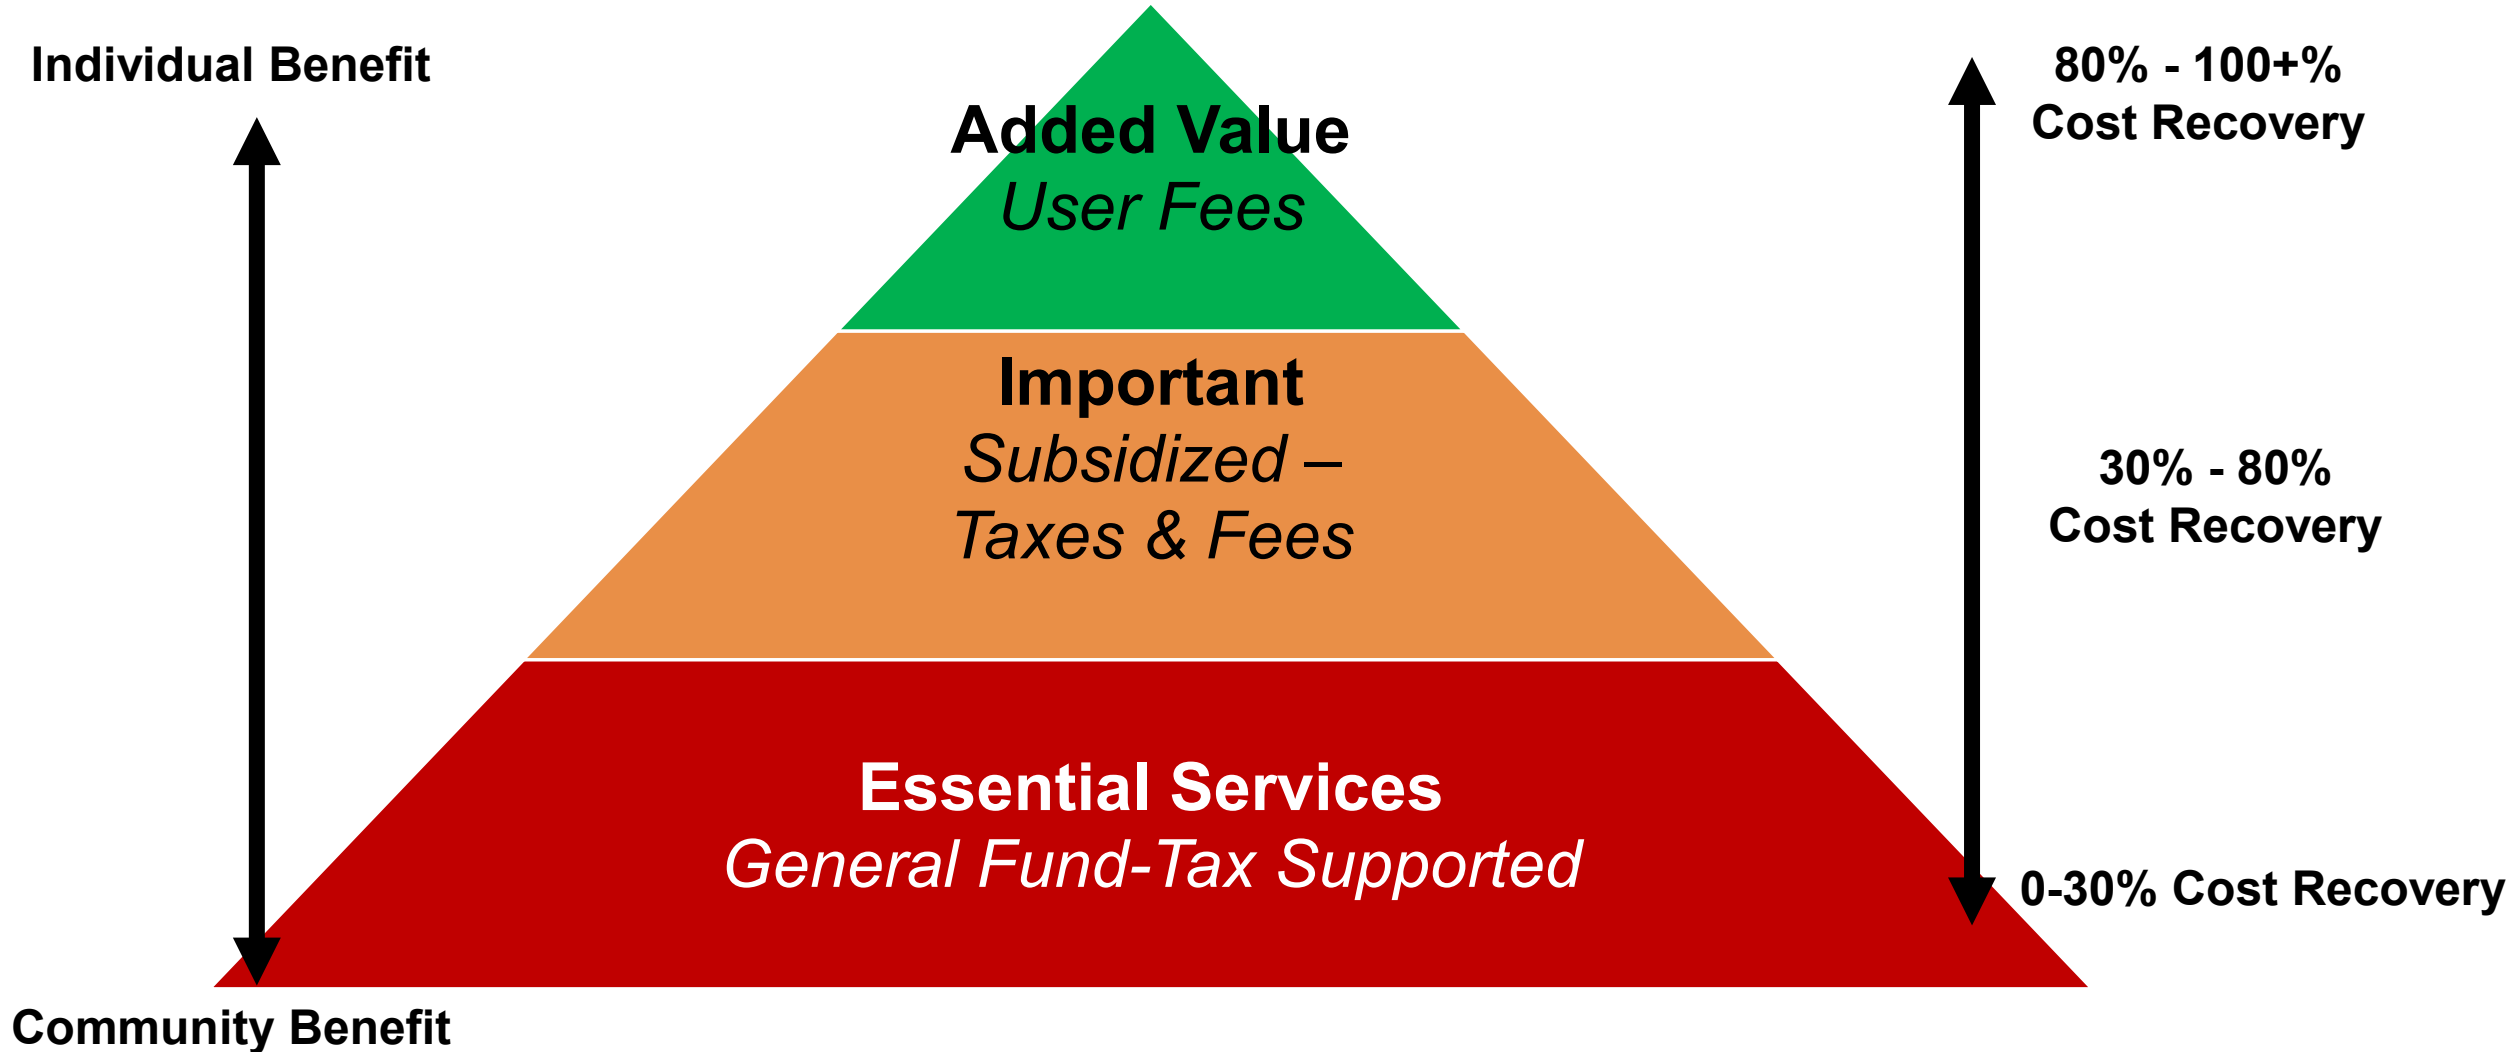 Individual Benefit
80% - 100+%
Cost Recovery
Added Value
User Fees
Important
Subsidized –
Taxes & Fees
30% - 80%
Cost Recovery
Essential Services
General Fund-Tax Supported
0-30% Cost Recovery
Community Benefit